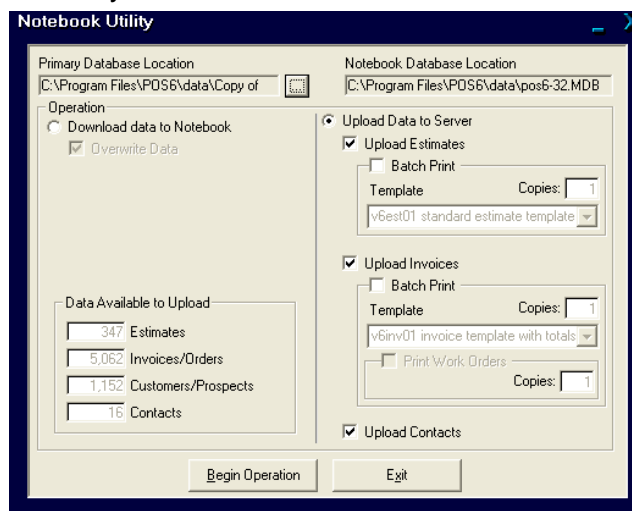 Notebook Utility
Primary Database Location
C:\Program Files\POS6\data\Copy of
...
Notebook Database Location
C:\Program Files\POS6\data\pos6-32.MDB
Operation
Download data to Notebook
Overwrite Data
Data Available to Upload
347 Estimates
5,062 Invoices/Orders
1,152 Customers/Prospects
16 Contacts
Upload Data to Server
Upload Estimates
Batch Print
Template Copies: 1
v6est01 standard estimate template
Upload Invoices
Batch Print
Template Copies: 1
v6inv01 invoice template with totals
Print Work Orders
Copies: 1
Upload Contacts
Begin Operation Exit